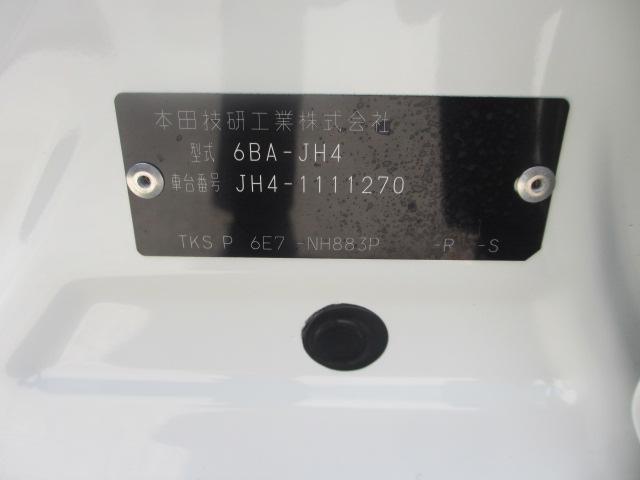 本田技研工業株式会社
型式 6BA-JH4
車台番号 JH4-1111270
TKS P 6E7 -NH883P -R -S